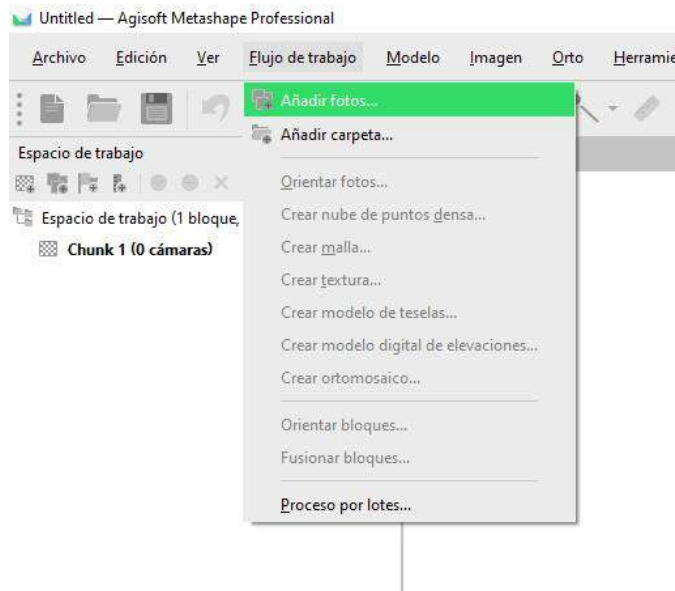 Untitled — Agisoft Metashape Professional
Archivo Edición Ver Flujo de trabajo Modelo Imagen Orto Herramie
Añadir fotos...
Añadir carpeta...
Espacio de trabajo
Orientar fotos...
Espacio de trabajo (1 bloque,
Crear nube de puntos densa...
Chunk 1 (0 cámaras)
Crear malla...
Crear textura...
Crear modelo de teselas...
Crear modelo digital de elevaciones...
Crear ortomosaico...
Orientar bloques...
Fusionar bloques...
Proceso por lotes...